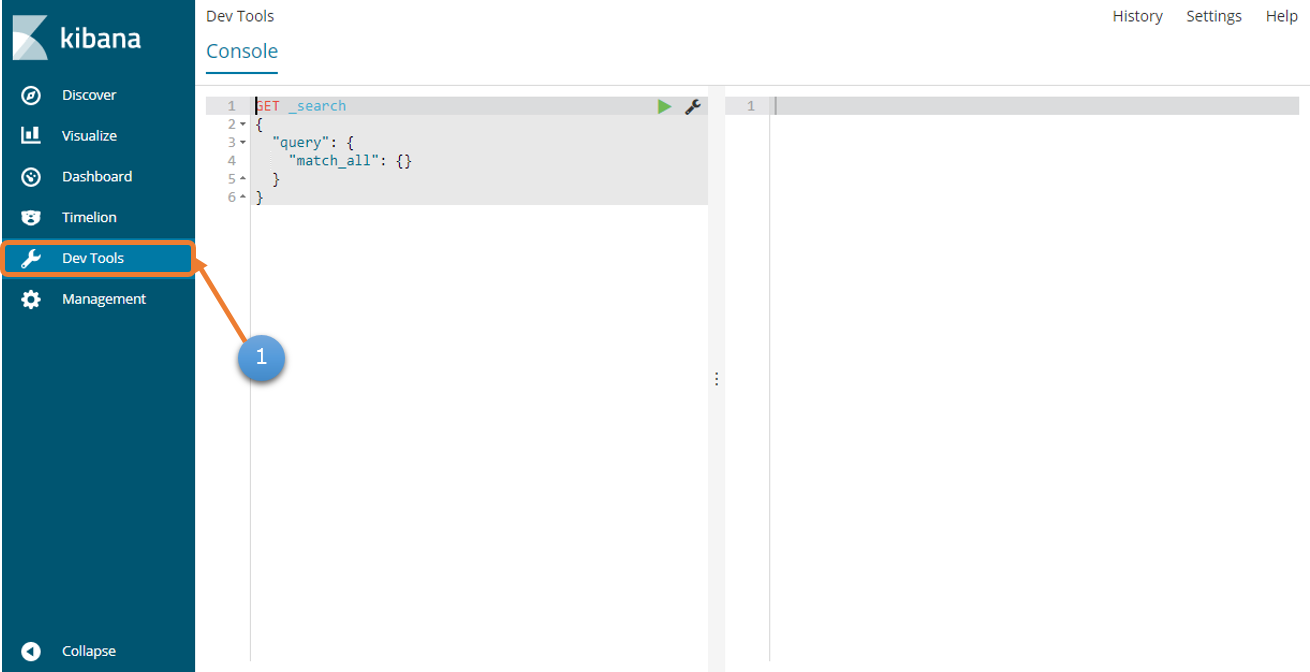 kibana
Discover
Visualize
Dashboard
Timelion
Dev Tools
Management
Collapse
Dev Tools
History Settings Help
Console
1 GET _search
2 {
3 "query": {
4 "match_all": {}
5 }
6 }
1
1